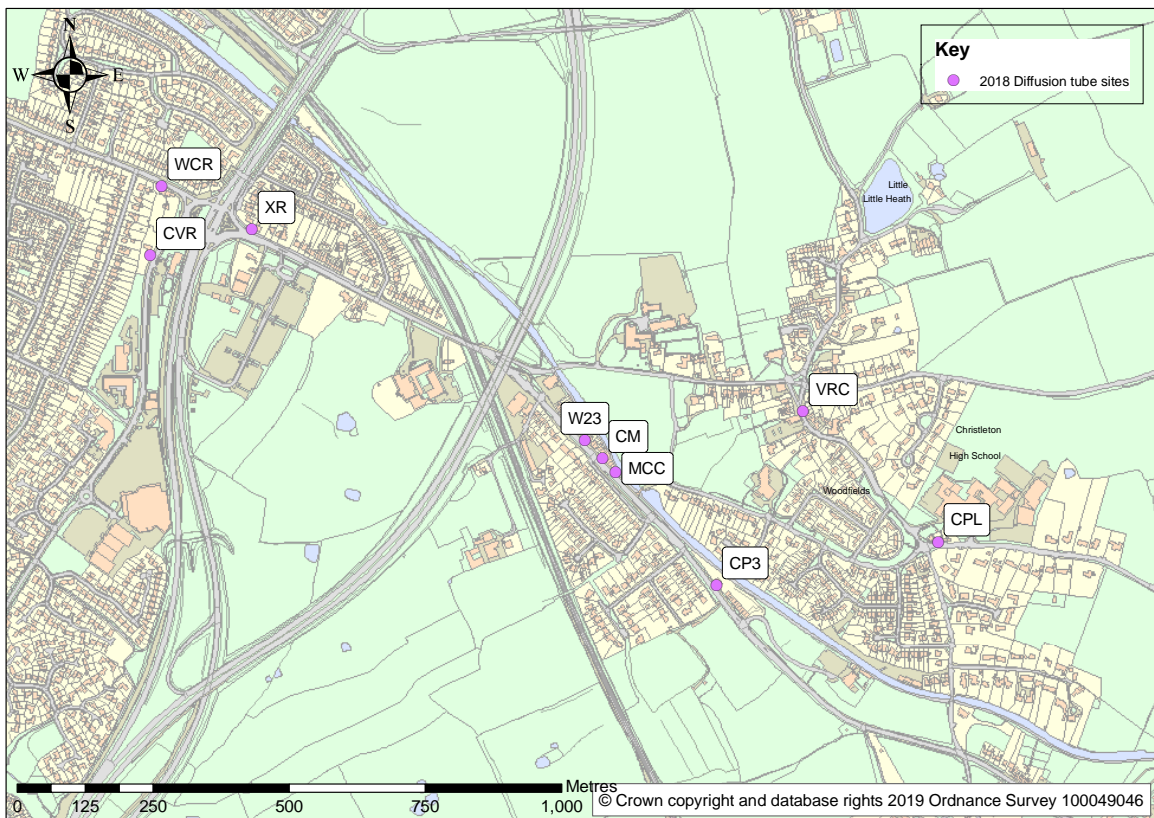 N
W E
S
Key
2018 Diffusion tube sites
WCR
XR
CVR
Little
Little Heath
VRC
W23
CM
MCC
Christleton
High School
Woodfields
CPL
CP3
Metres
0 125 250 500 750 1,000
© Crown copyright and database rights 2019 Ordnance Survey 100049046